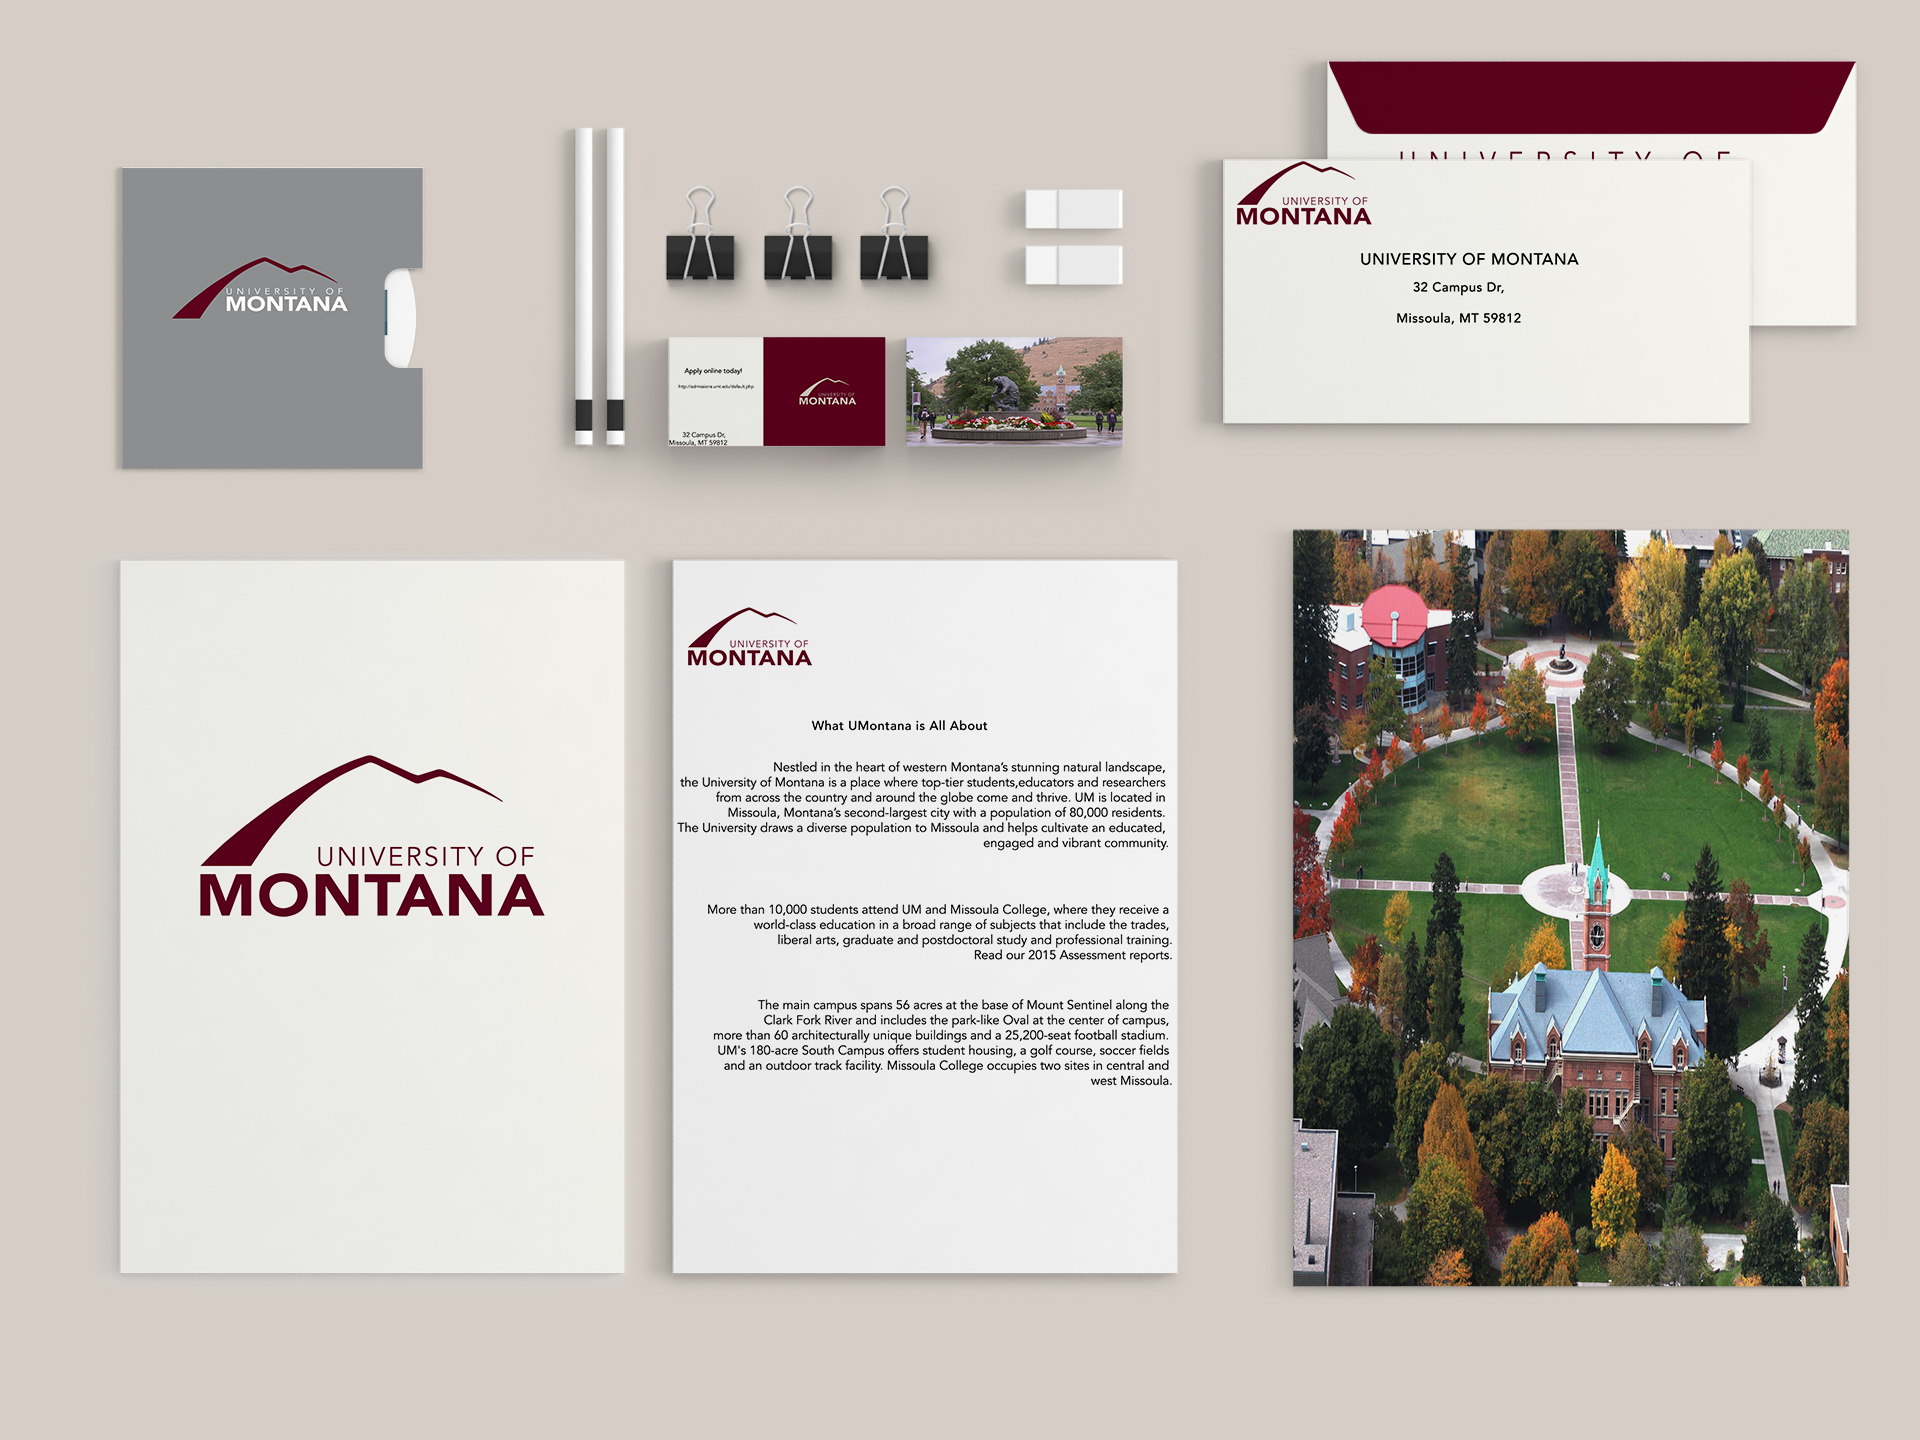 UNIVERSITY OF
MONTANA
Apply online today!
http://admissions.umt.edu/default.php
32 Campus Dr,
Missoula, MT 59812
UNIVERSITY OF
MONTANA
UNIVERSITY OF
UNIVERSITY OF
MONTANA
UNIVERSITY OF MONTANA
32 Campus Dr,
Missoula, MT 59812
UNIVERSITY OF
MONTANA
UNIVERSITY OF
MONTANA
What UMontana is All About
Nestled in the heart of western Montana’s stunning natural landscape,
the University of Montana is a place where top-tier students,educators and researchers
from across the country and around the globe come and thrive. UM is located in
Missoula, Montana’s second-largest city with a population of 80,000 residents.
The University draws a diverse population to Missoula and helps cultivate an educated,
engaged and vibrant community.
More than 10,000 students attend UM and Missoula College, where they receive a
world-class education in a broad range of subjects that include the trades,
liberal arts, graduate and postdoctoral study and professional training.
Read our 2015 Assessment reports.
The main campus spans 56 acres at the base of Mount Sentinel along the
Clark Fork River and includes the park-like Oval at the center of campus,
more than 60 architecturally unique buildings and a 25,200-seat football stadium.
UM's 180-acre South Campus offers student housing, a golf course, soccer fields
and an outdoor track facility. Missoula College occupies two sites in central and
west Missoula.